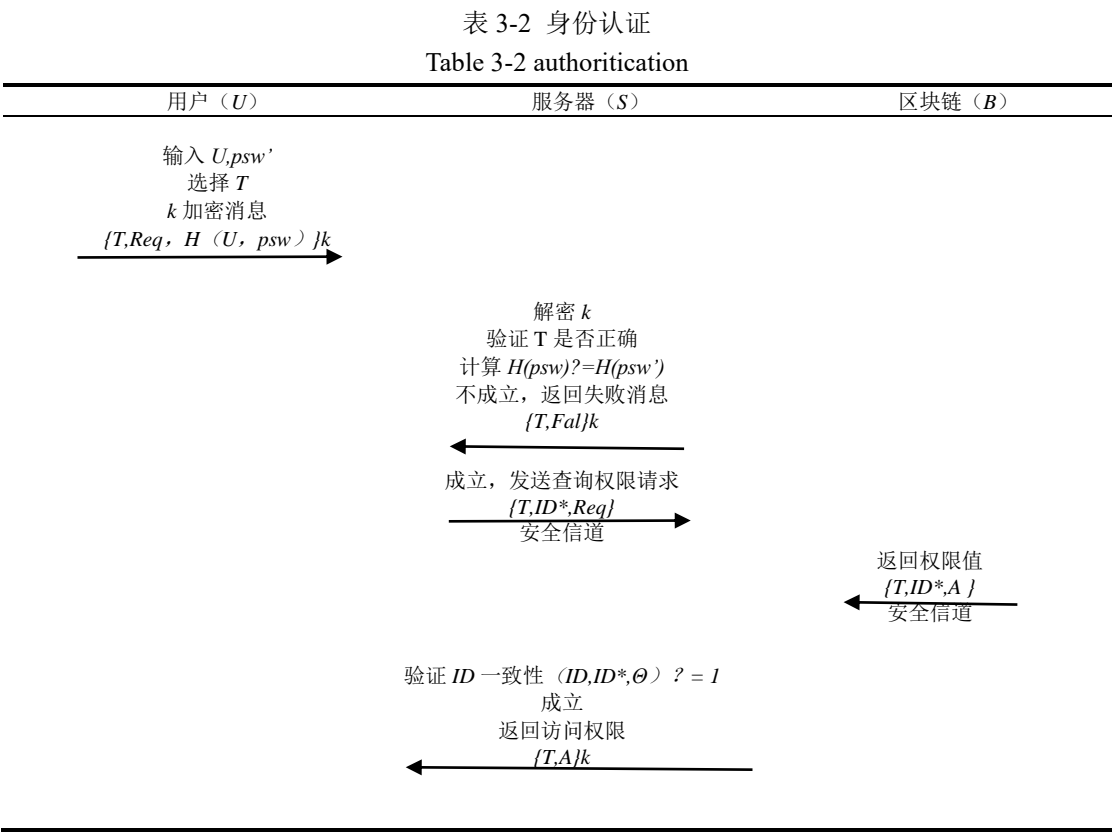 表 3-2 身份认证
Table 3-2 authoritication
用户（U） 服务器（S） 区块链（B）
输入 U,psw’
选择 T
k 加密消息
{T,Req，H（U，psw）}k
解密 k
验证 T 是否正确
计算 H(psw)?=H(psw’)
不成立，返回失败消息
{T,Fal}k
成立，发送查询权限请求
{T,ID*,Req}
安全信道
返回权限值
{T,ID*,A }
安全信道
验证 ID 一致性（ID,ID*,Θ）？= 1
成立
返回访问权限
{T,A}k